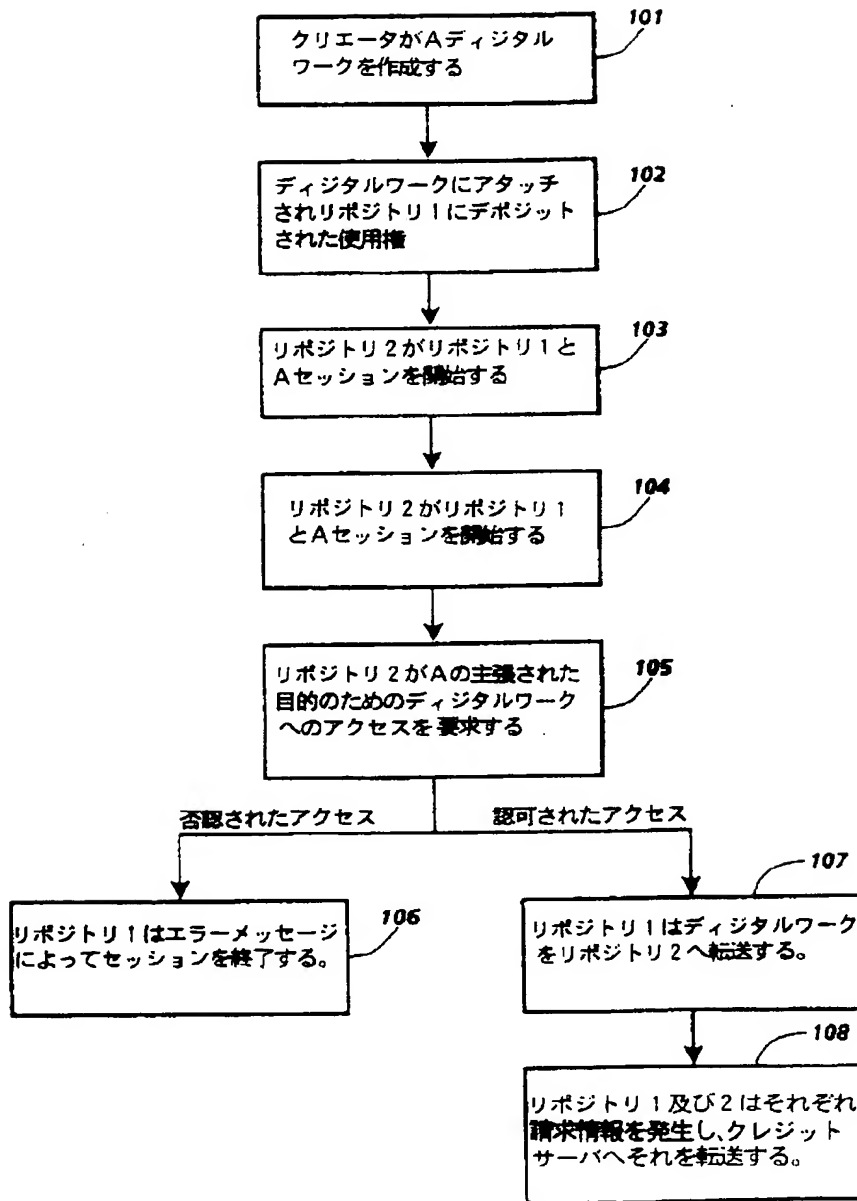 101
クリエータがAディジタル
ワークを作成する
102
ディジタルワークにアタッチ
されリポジトリ1にデポジット
された使用権
103
リポジトリ2がリポジトリ1と
Aセッションを開始する
104
リポジトリ2がリポジトリ1
とAセッションを開始する
105
リポジトリ2がAの主張された
目的のためのディジタルワーク
へのアクセスを要求する
否認されたアクセス
認可されたアクセス
106
リポジトリ1はエラーメッセージ
によってセッションを終了する。
107
リポジトリ1はディジタルワーク
をリポジトリ2へ転送する。
108
リポジトリ1及び2はそれぞれ
請求情報を発生し、クレジット
サーバへそれを転送する。